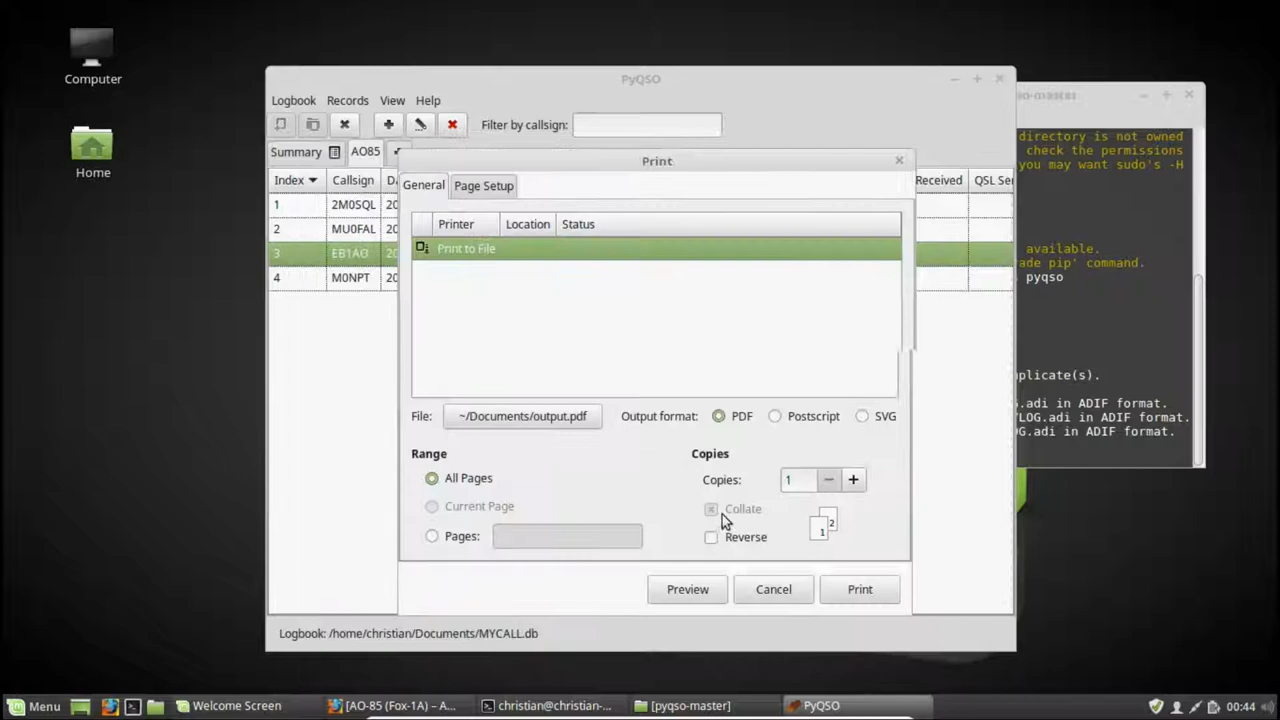 Computer
Home
PyQSO
Logbook Records View Help
Filter by callsign:
Summary AO85
Index Callsign
1 2M0SQL 20
2 MU0FAL 20
3 EB1AO 20
4 M0NPT 20
Received QSL
Print
General Page Setup
Printer Location Status
Print to File
File: ~/Documents/output.pdf Output format: PDF Postscript SVG
Range Copies
All Pages Copies: 1
Current Page Collate
Pages: Reverse
1 2
Preview Cancel Print
Logbook: /home/christian/Documents/MYCALL.db
directory is not owned
check the permissions
you may want sudo's -H
available.
ade pip' command.
pyqso
plicate(s).
.adi in ADIF format.
LOG.adi in ADIF format.
G.adi in ADIF format.
Menu Welcome Screen [AO-85 (Fox-1A) – A... christian@christian-... [pyqso-master] PyQSO 00:44